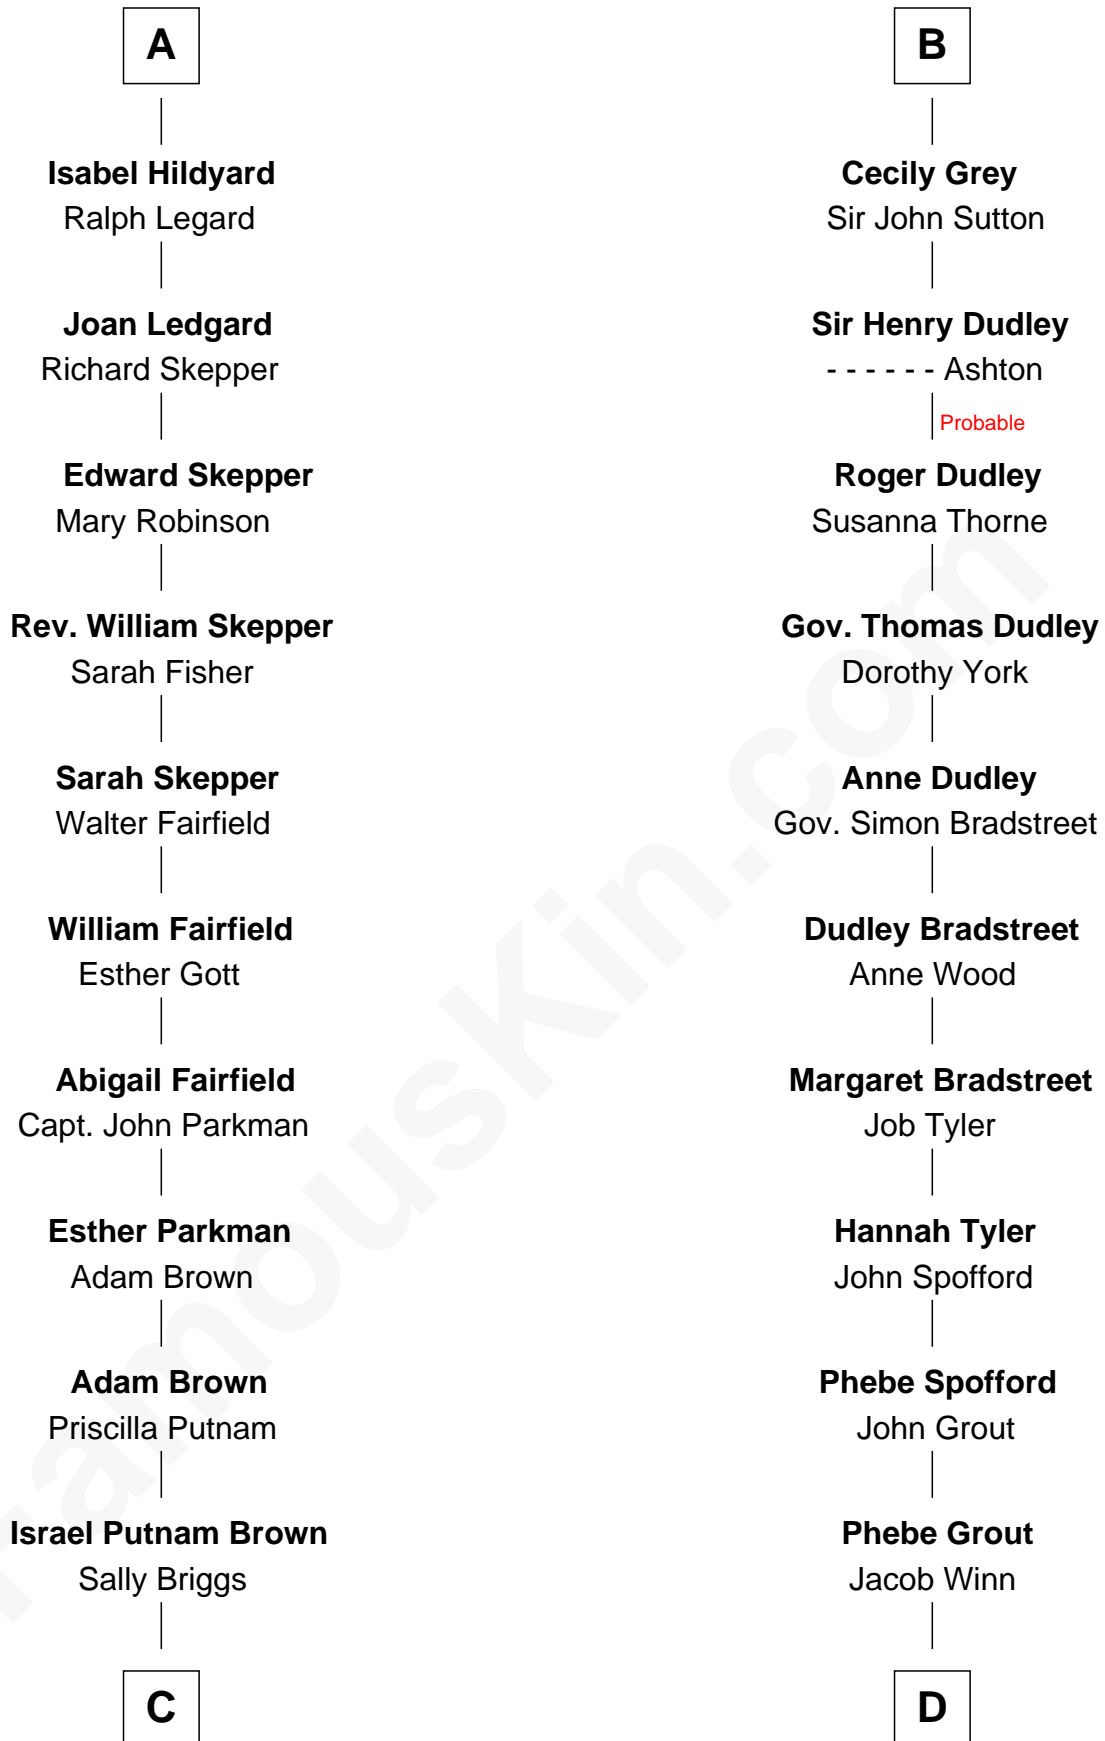 A
Isabel Hildyard
Ralph Legard
Joan Ledgard
Richard Skepper
Edward Skepper
Mary Robinson
Rev. William Skepper
Sarah Fisher
Sarah Skepper
Walter Fairfield
William Fairfield
Esther Gott
Abigail Fairfield
Capt. John Parkman
Esther Parkman
Adam Brown
Adam Brown
Priscilla Putnam
Israel Putnam Brown
Sally Briggs
C
B
Cecily Grey
Sir John Sutton
Sir Henry Dudley
- - - - - - Ashton
Probable
Roger Dudley
Susanna Thorne
Gov. Thomas Dudley
Dorothy York
Anne Dudley
Gov. Simon Bradstreet
Dudley Bradstreet
Anne Wood
Margaret Bradstreet
Job Tyler
Hannah Tyler
John Spofford
Phebe Spofford
John Grout
Phebe Grout
Jacob Winn
D
FamousKin.com